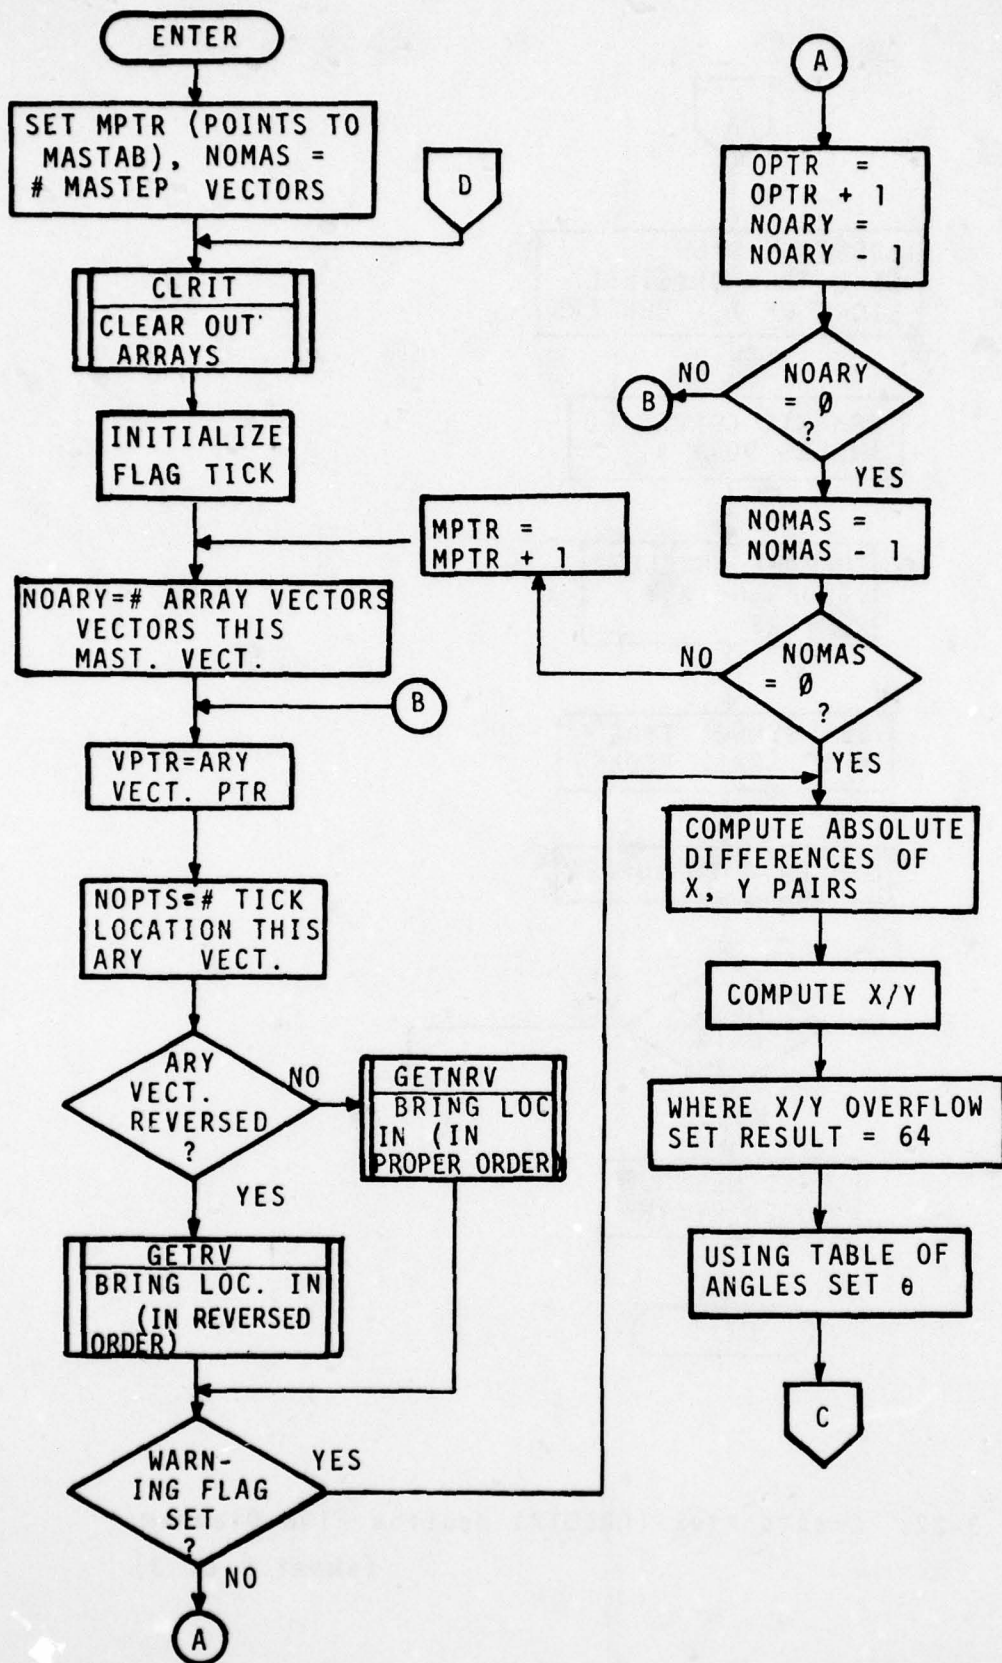 ENTER
SET MPTR (POINTS TO
MASTAB), NOMAS =
# MASTEP VECTORS
D
CLRIT
CLEAR OUT
ARRAYS
INITIALIZE
FLAG TICK
MPTR =
MPTR + 1
NOARY=# ARRAY VECTORS
VECTORS THIS
MAST. VECT.
B
VPTR=ARY
VECT. PTR
NOPTS=# TICK
LOCATION THIS
ARY VECT.
ARY
VECT.
REVERSED
?
NO
GETNRV
BRING LOC
IN (IN
PROPER ORDER)
YES
GETRV
BRING LOC. IN
(IN REVERSED
ORDER)
WARN-
ING FLAG
SET
?
YES
NO
A
A
OPTR =
OPTR + 1
NOARY =
NOARY - 1
NOARY
= Ø
?
NO
B
YES
NOMAS =
NOMAS - 1
NOMAS
= Ø
?
NO
YES
COMPUTE ABSOLUTE
DIFFERENCES OF
X, Y PAIRS
COMPUTE X/Y
WHERE X/Y OVERFLOW
SET RESULT = 64
USING TABLE OF
ANGLES SET θ
C